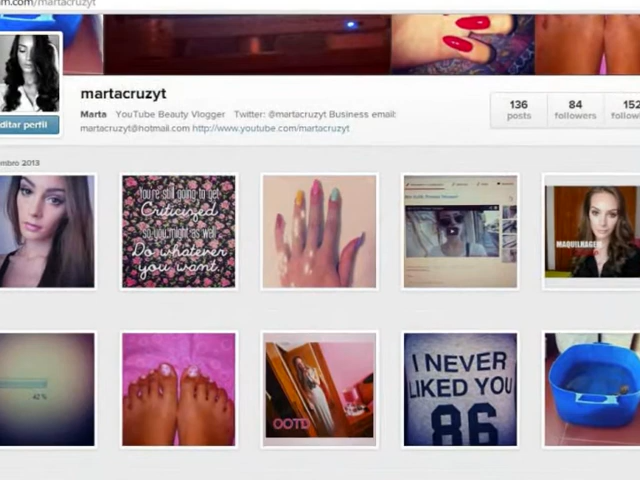 m.com/martacruzyt
martacruzyt
ditar perfil
Marta YouTube Beauty Vlogger Twitter: @martacruzyt Business email:
martacruzyt@hotmail.com http://www.youtube.com/martacruzyt
136 posts
84 followers
152 follow
mbro 2013
You're still going to get
Criticized
so you might as well
Do whatever
you want.
MAQUILHAGEM
42 %
OOTD
I NEVER
LIKED YOU
86